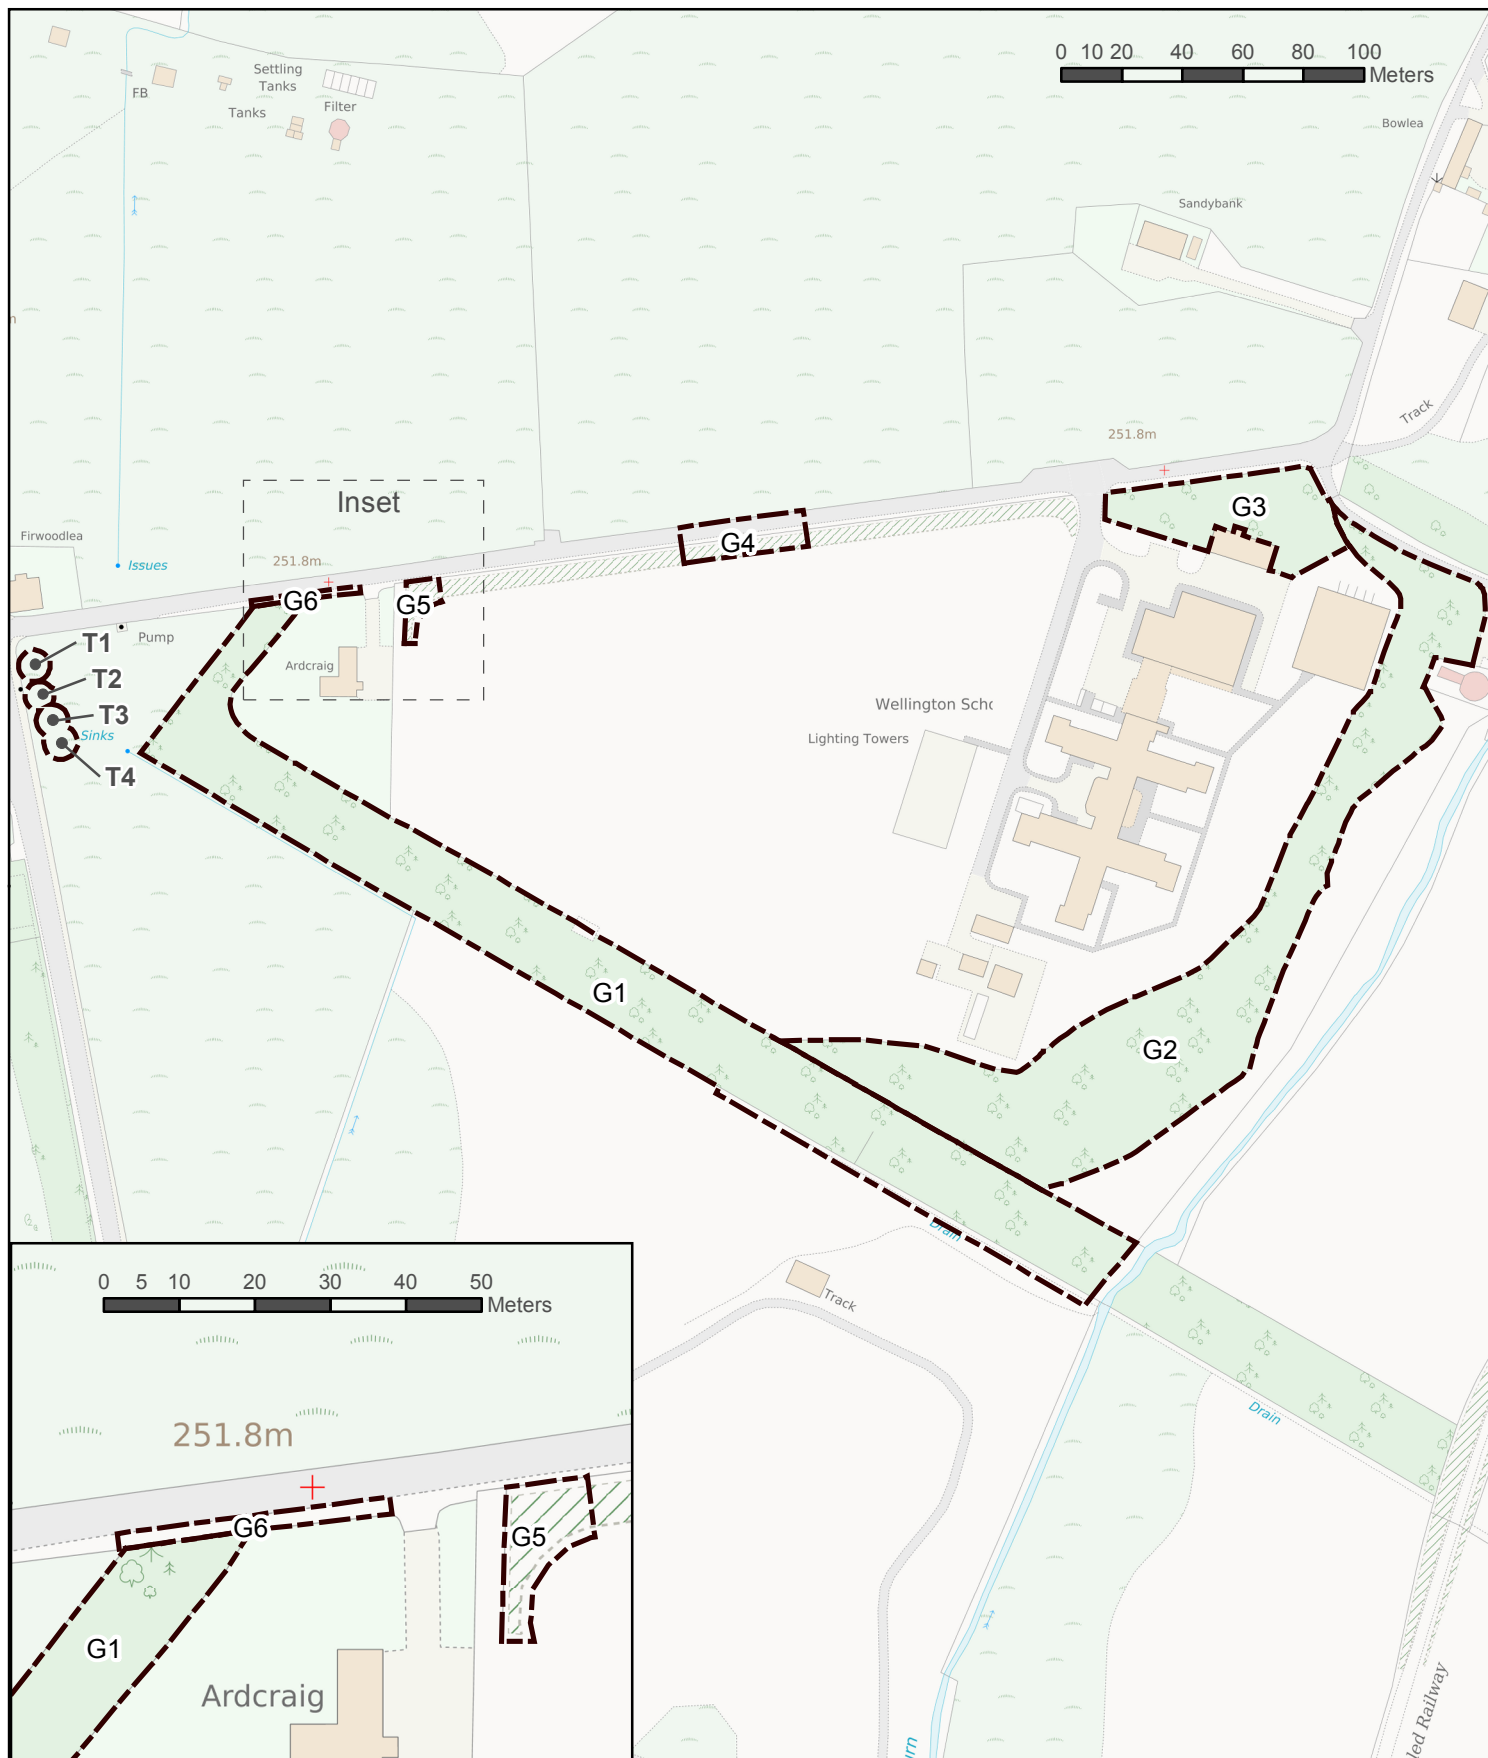 0 10 20 40 60 80 100
Meters
Settling
Tanks
FB
Tanks
Filter
Bowlea
Sandybank
Track
251.8m
Inset
G3
Firwoodlea
Issues
251.8m
G4
G6
G5
Pump
T1
T2
T3
Sinks
T4
Ardcraig
Wellington Scho
Lighting Towers
G1
G2
Drain
Track
Drain
0 5 10 20 30 40 50
Meters
251.8m
G6
G5
G1
Ardcraig
led Railway
urn